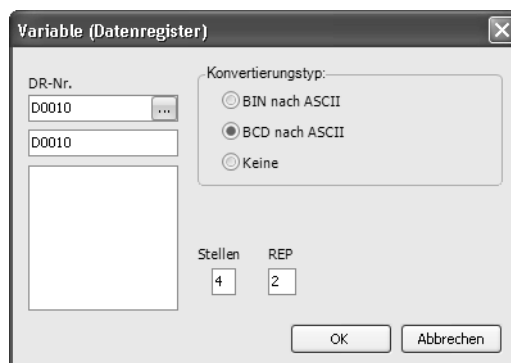 Variable (Datenregister)
DR-Nr.
D0010 ...
D0010
Konvertierungstyp:
BIN nach ASCII
BCD nach ASCII
Keine
Stellen REP
4 2
OK Abbrechen